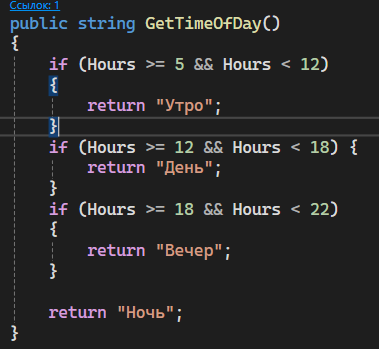 Ссылок: 1
public string GetTimeOfDay()
{
    if (Hours >= 5 && Hours < 12)
    {
        return "Утро";
    }
    if (Hours >= 12 && Hours < 18) {
        return "День";
    }
    if (Hours >= 18 && Hours < 22)
    {
        return "Вечер";
    }

    return "Ночь";
}